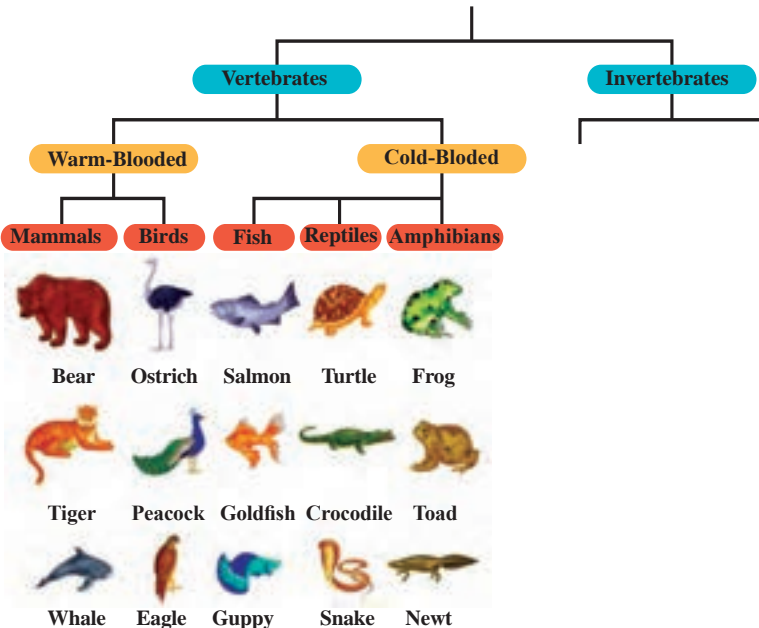 Vertebrates Invertebrates
Warm-Blooded Cold-Bloded
Mammals Birds Fish Reptiles Amphibians
Bear Ostrich Salmon Turtle Frog
Tiger Peacock Goldfish Crocodile Toad
Whale Eagle Guppy Snake Newt